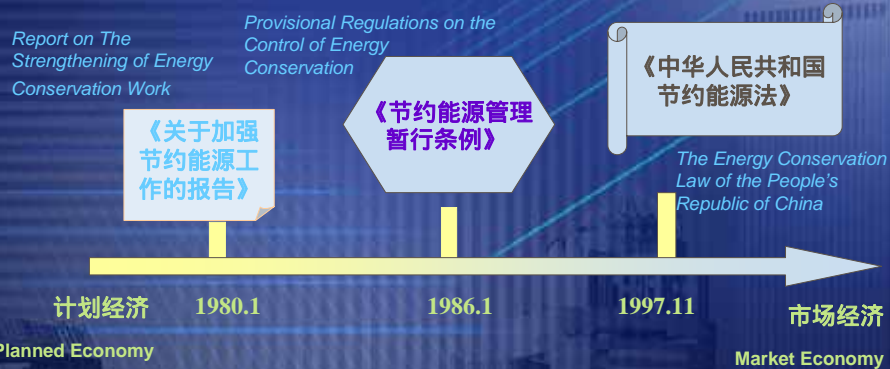 Report on The
Strengthening of Energy
Conservation Work
Provisional Regulations on the
Control of Energy
Conservation
《中华人民共和国
节约能源法》
《关于加强
节约能源工
作的报告》
《节约能源管理
暂行条例》
The Energy Conservation
Law of the People's
Republic of China
计划经济
1980.1
1986.1
1997.11
市场经济
Planned Economy
Market Economy